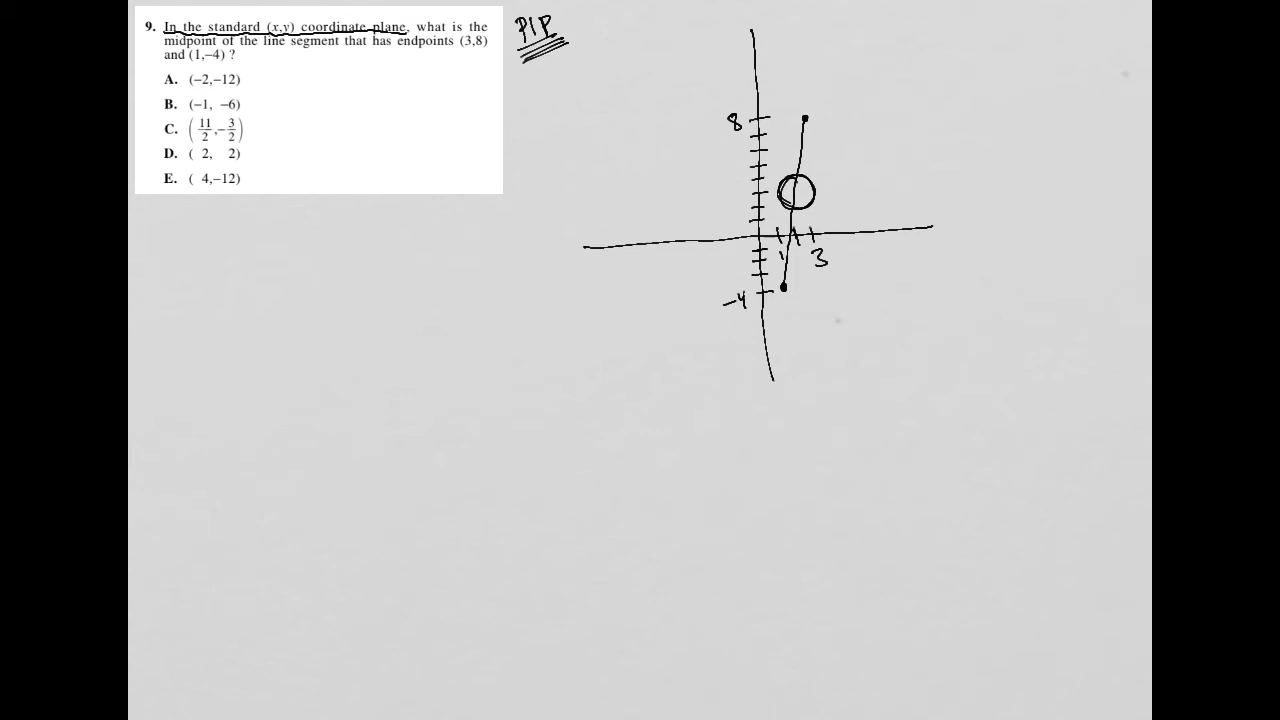 9. In the standard (x,y) coordinate plane, what is the
midpoint of the line segment that has endpoints (3,8)
and (1,–4) ?
A. (–2,–12)
B. (–1, –6)
C. (11/2,–3/2)
D. ( 2, 2)
E. ( 4,–12)
PIP
8
1
3
–4